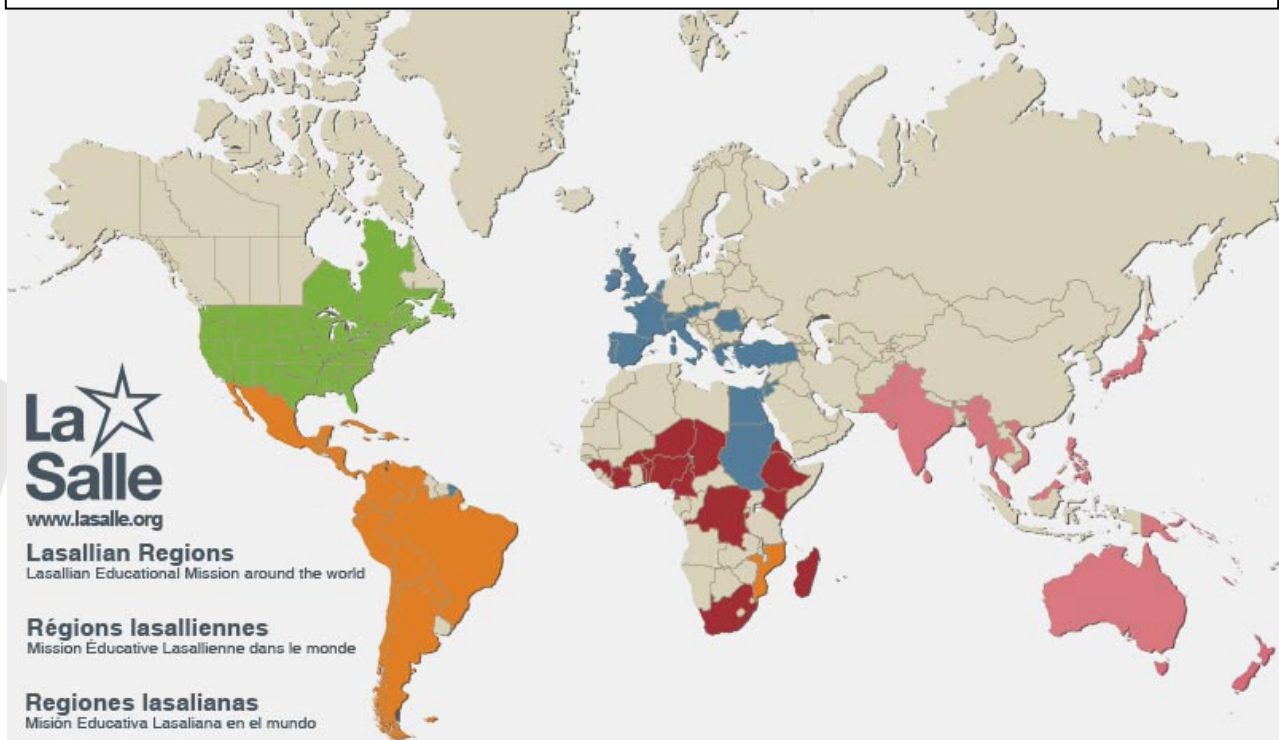 La
Salle
www.lasalle.org
Lasallian Regions
Lasallian Educational Mission around the world
Régions lasalliennes
Mission Éducative Lasallienne dans le monde
Regiones lasalianas
Misión Educativa Lasaliana en el mundo